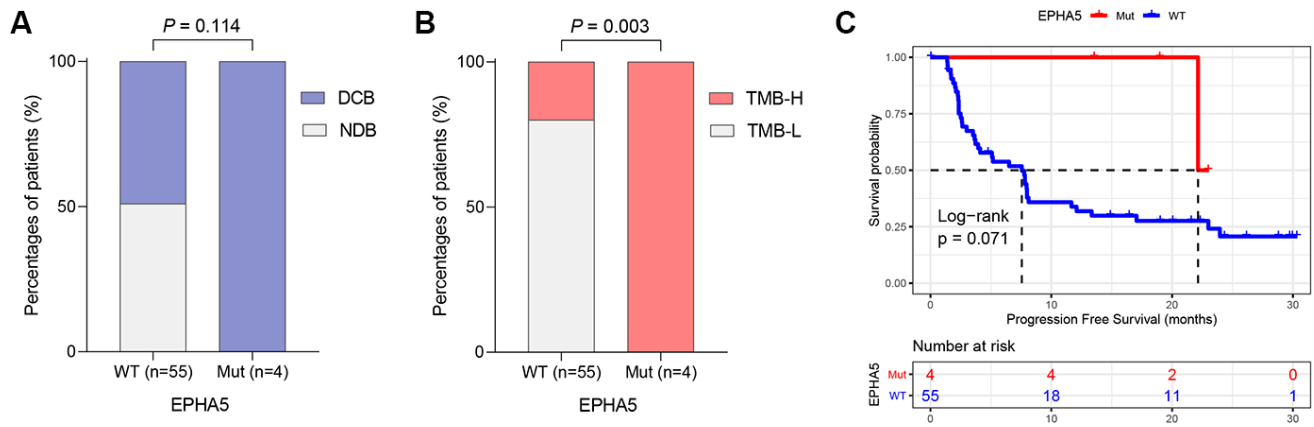 A
P = 0.114
Percentages of patients (%)
100
50
0
WT (n=55) Mut (n=4)
EPHA5
DCB
NDB
B
P = 0.003
Percentages of patients (%)
100
50
0
WT (n=55) Mut (n=4)
EPHA5
TMB-H
TMB-L
C
EPHA5 Mut WT
Survival probability
1.00
0.75
0.50
0.25
0.00
Log-rank
p = 0.071
0 10 20 30
Progression Free Survival (months)
Number at risk
EPHA5
Mut 4 4 2 0
WT 55 18 11 1
0 10 20 30